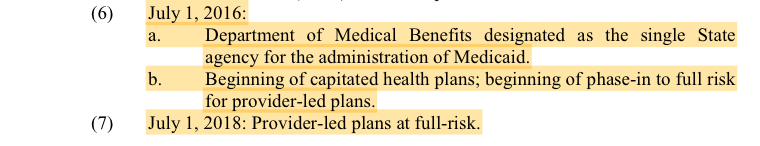 (6) July 1, 2016:
a. Department of Medical Benefits designated as the single State
agency for the administration of Medicaid.
b. Beginning of capitated health plans; beginning of phase-in to full risk
for provider-led plans.
(7) July 1, 2018: Provider-led plans at full-risk.